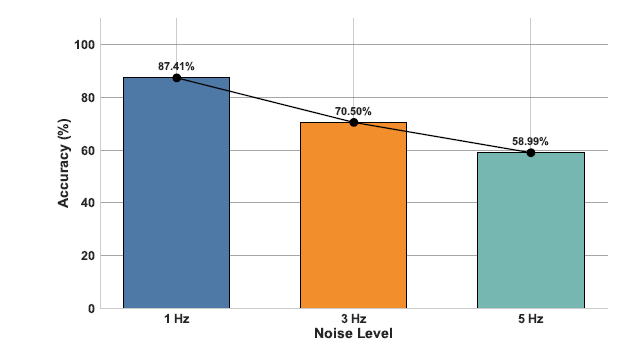 100
80
60
40
20
0
Accuracy (%)
87.41%
70.50%
58.99%
1 Hz
3 Hz
5 Hz
Noise Level